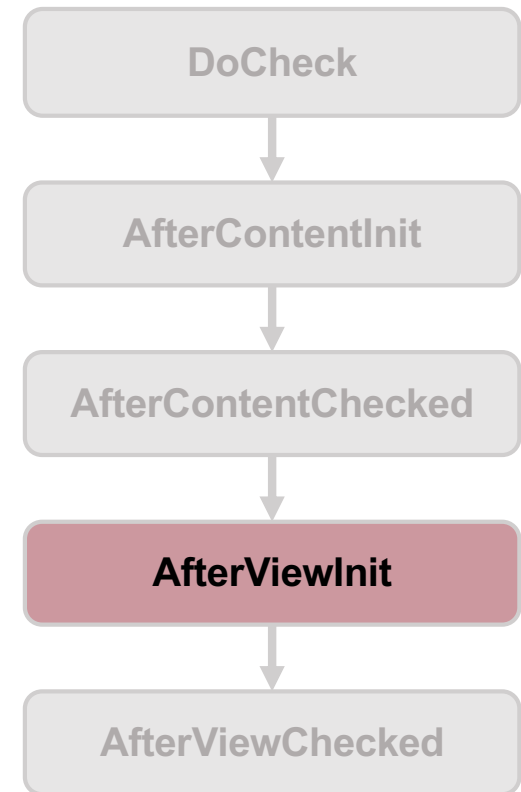 DoCheck
AfterContentInit
AfterContentChecked
AfterViewInit
AfterViewChecked